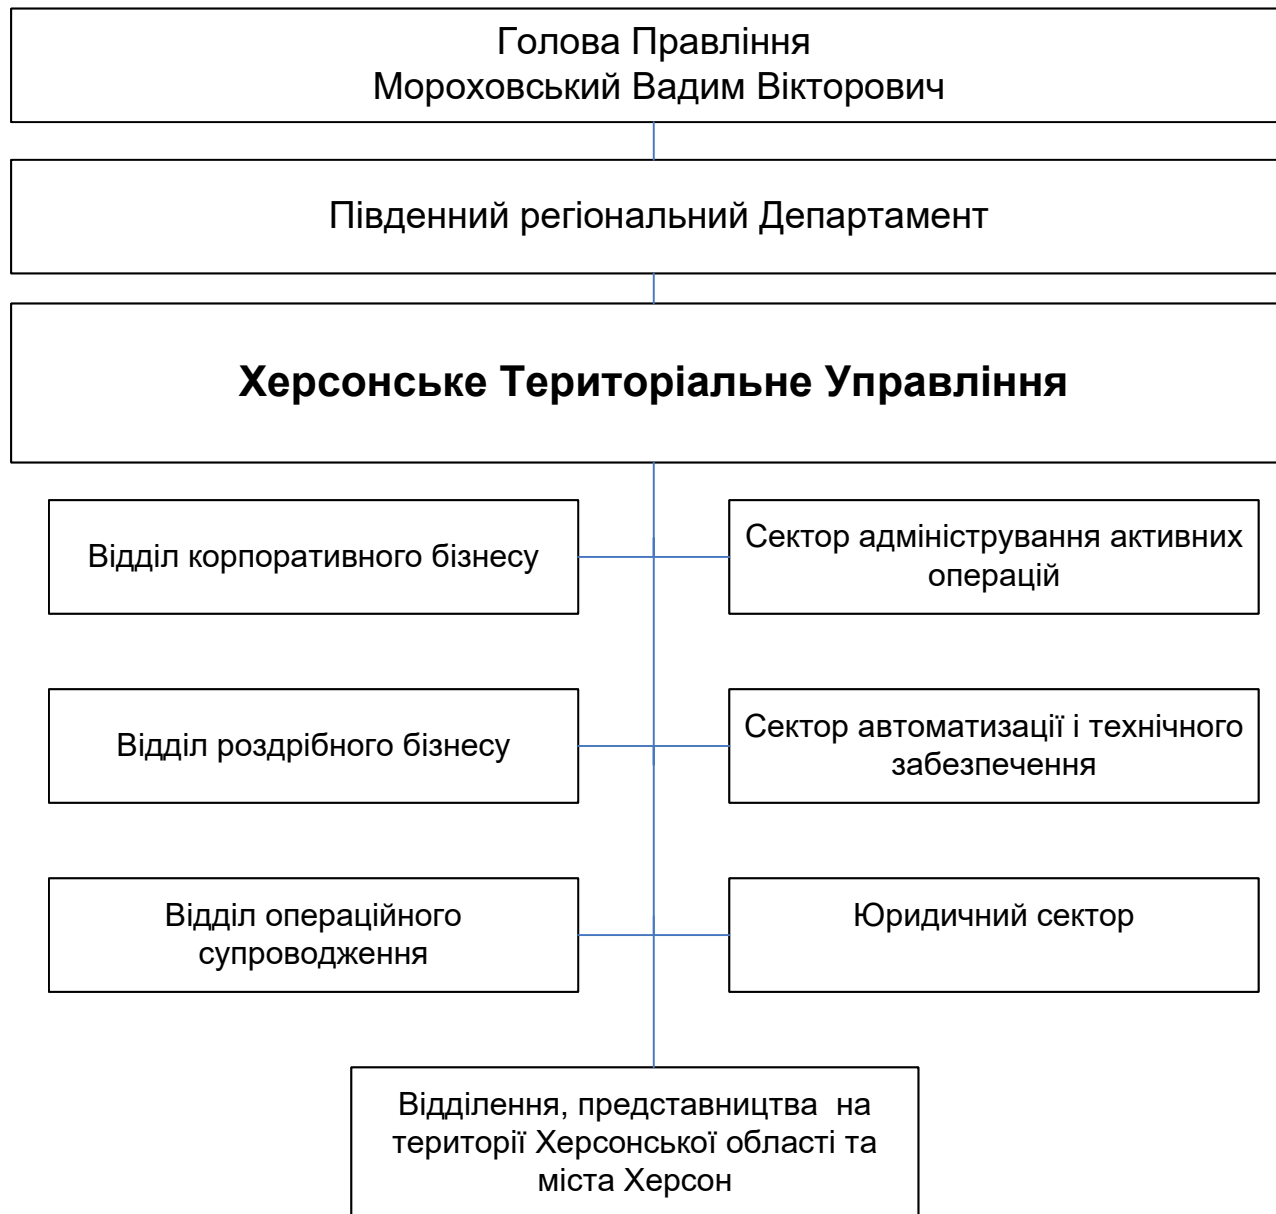 Голова Правління
Мороховський Вадим Вікторович
Південний регіональний Департамент
Херсонське Територіальне Управління
Відділ корпоративного бізнесу
Сектор адміністрування активних
операцій
Відділ роздрібного бізнесу
Сектор автоматизації і технічного
забезпечення
Відділ операційного
супроводження
Юридичний сектор
Відділення, представництва на
території Херсонської області та
міста Херсон